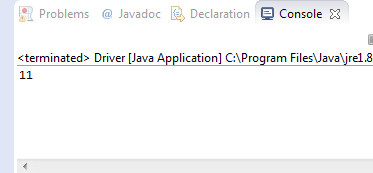 Problems @ Javadoc Declaration Console
<terminated> Driver [Java Application] C:\Program Files\Java\jre1.8
11